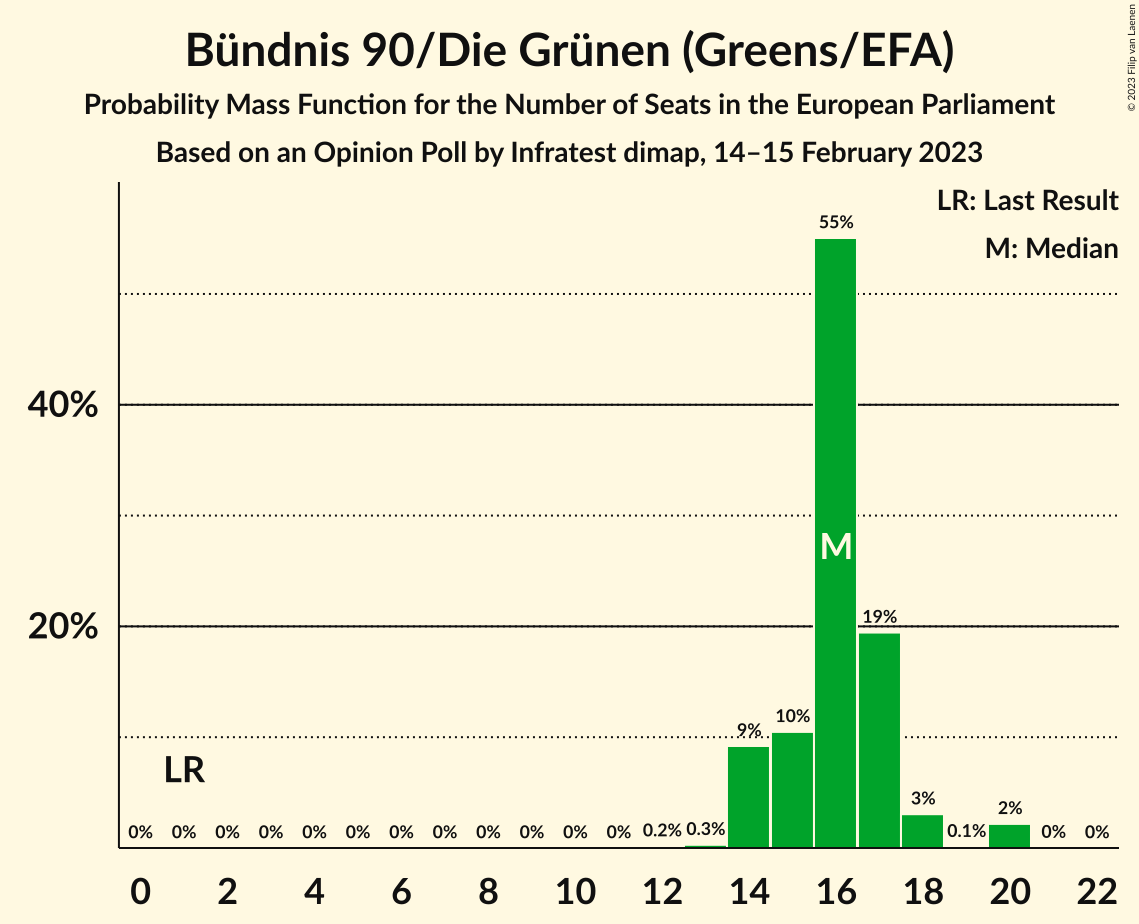 Bündnis 90/Die Grünen (Greens/EFA)
Probability Mass Function for the Number of Seats in the European Parliament
Based on an Opinion Poll by Infratest dimap, 14–15 February 2023
© 2023 Filip van Laenen
LR: Last Result
M: Median
55%
40%
M
20%
19%
9% 10%
LR
0% 0% 0% 0% 0% 0% 0% 0% 0% 0% 0% 0% 0.2% 0.3% 3% 0.1% 2% 0% 0%
0 2 4 6 8 10 12 14 16 18 20 22